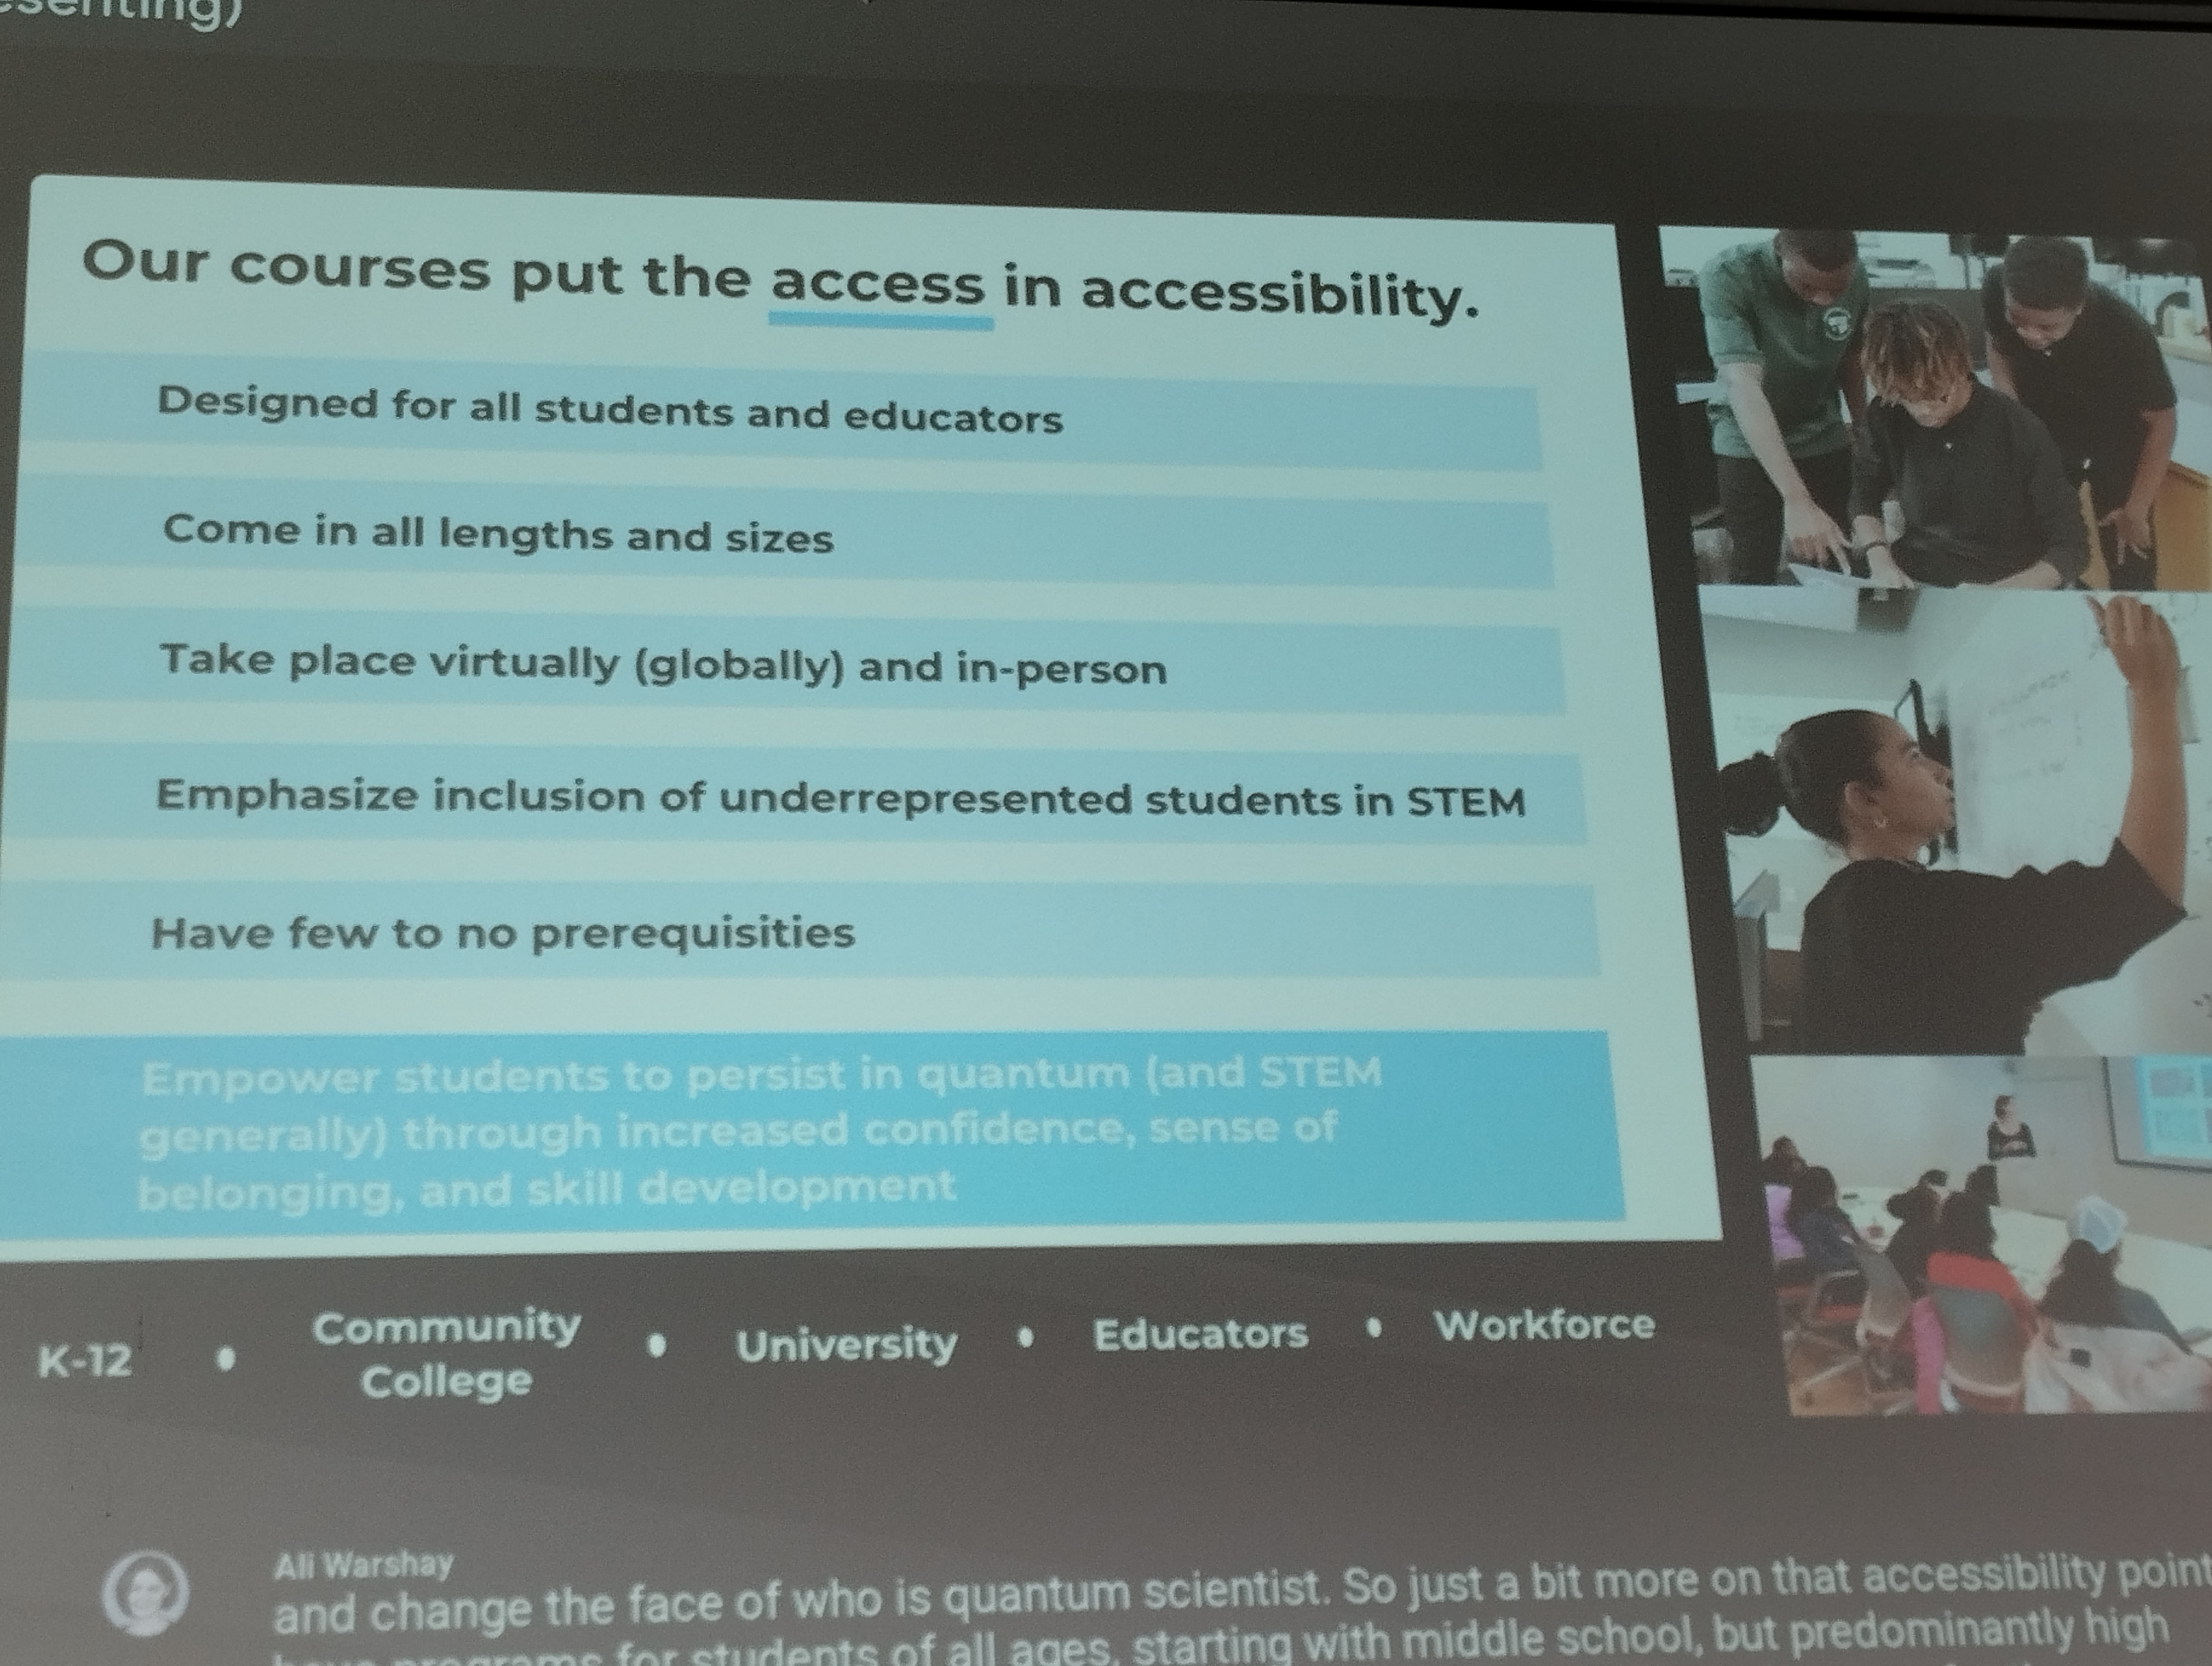 Our courses put the access in accessibility.
Designed for all students and educators
Come in all lengths and sizes
Take place virtually (globally) and in-person
Emphasize inclusion of underrepresented students in STEM
Have few to no prerequisities
Empower students to persist in quantum (and STEM
generally) through increased confidence, sense of
belonging, and skill development
K-12 • Community College • University • Educators • Workforce
Ali Warshay
and change the face of who is quantum scientist. So just a bit more on that accessibility point
programs for students of all ages, starting with middle school, but predominantly high